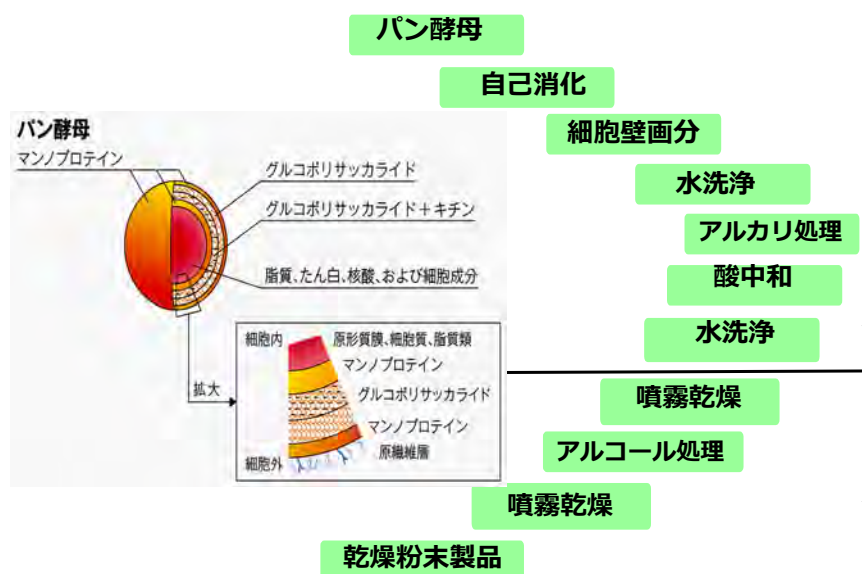 パン酵母
自己消化
細胞壁画分
水洗浄
アルカリ処理
酸中和
水洗浄
噴霧乾燥
アルコール処理
噴霧乾燥
乾燥粉末製品
パン酵母
マンノプロテイン
グルコポリサッカライド
グルコポリサッカライド+キチン
脂質、たん白、核酸、および細胞成分
拡大
細胞内
原形質膜、細胞質、脂質類
マンノプロテイン
グルコポリサッカライド
マンノプロテイン
原繊維層
細胞外